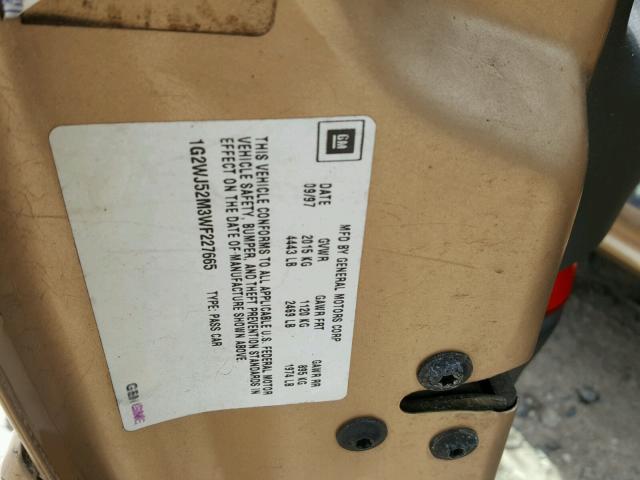 GM
MFD BY GENERAL MOTORS CORP
DATE GVWR GAWR FRT GAWR RR
09/97 2015 KG 1120 KG 895 KG
4443 LB 2469 LB 1974 LB
THIS VEHICLE CONFORMS TO ALL APPLICABLE U.S. FEDERAL MOTOR
VEHICLE SAFETY, BUMPER, AND THEFT PREVENTION STANDARDS IN
EFFECT ON THE DATE OF MANUFACTURE SHOWN ABOVE.
1G2WJ52M3WF227665 TYPE: PASS CAR